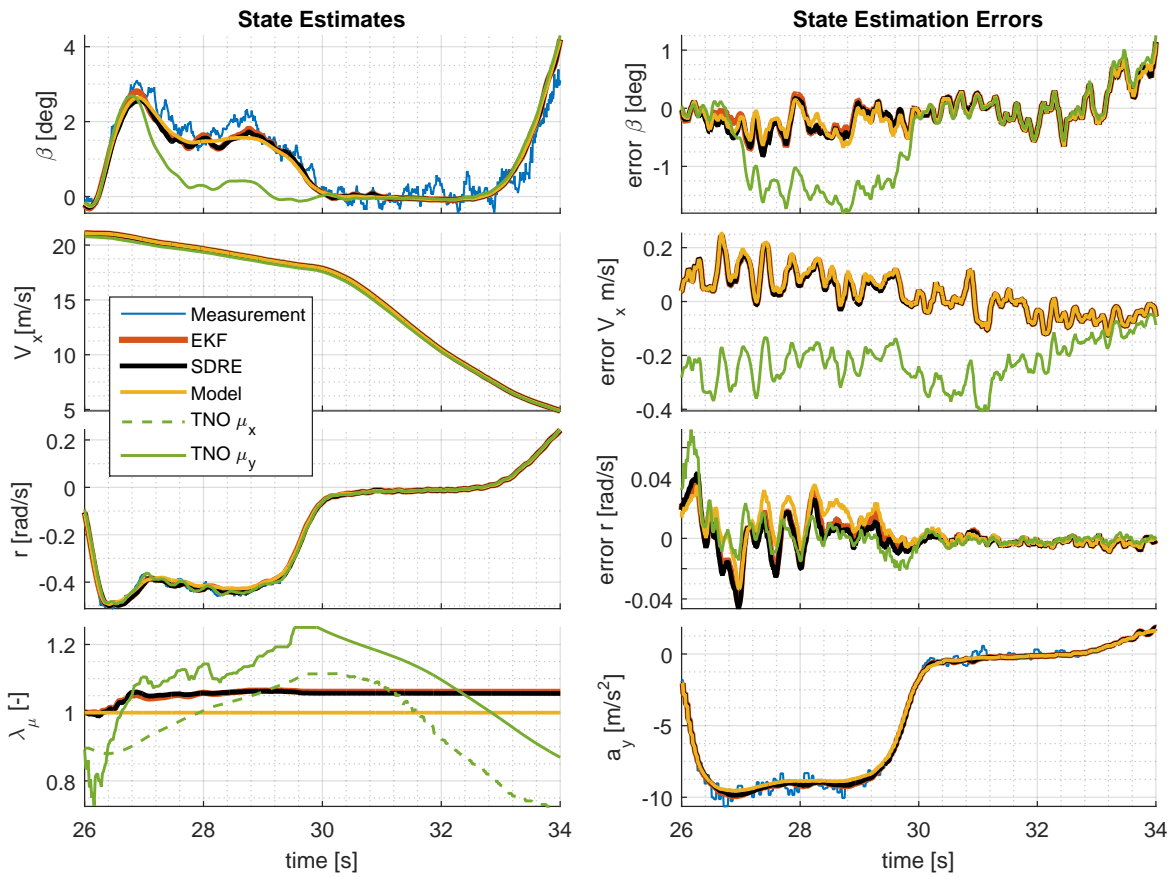 State Estimates
State Estimation Errors
4
2
0
β [deg]
1
0
-1
error β [deg]
20
15
10
5
V_x[m/s]
Measurement
EKF
SDRE
Model
TNO μ_x
TNO μ_y
0.2
0
-0.2
-0.4
error V_x m/s
0.2
0
-0.2
-0.4
r [rad/s]
0.04
0
-0.04
error r [rad/s]
1.2
1
0.8
λ_μ [-]
26
28
30
32
34
time [s]
0
-5
-10
a_y [m/s²]
26
28
30
32
34
time [s]